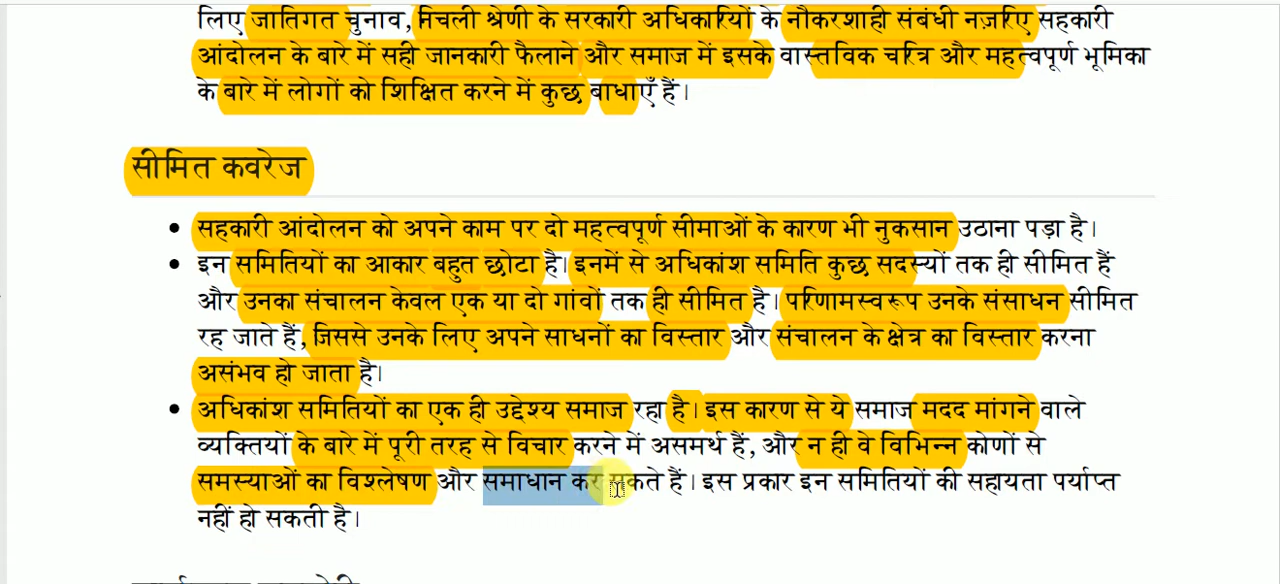 लिए जातिगत चुनाव, निचली श्रेणी के सरकारी अधिकारियों के नौकरशाही संबंधी नज़रिए सहकारी
आंदोलन के बारे में सही जानकारी फैलाने और समाज में इसके वास्तविक चरित्र और महत्वपूर्ण भूमिका
के बारे में लोगों को शिक्षित करने में कुछ बाधाएँ हैं।
सीमित कवरेज
• सहकारी आंदोलन को अपने काम पर दो महत्वपूर्ण सीमाओं के कारण भी नुकसान उठाना पड़ा है।
• इन समितियों का आकार बहुत छोटा है। इनमें से अधिकांश समिति कुछ सदस्यों तक ही सीमित हैं
और उनका संचालन केवल एक या दो गांवों तक ही सीमित है। परिणामस्वरूप उनके संसाधन सीमित
रह जाते हैं, जिससे उनके लिए अपने साधनों का विस्तार और संचालन के क्षेत्र का विस्तार करना
असंभव हो जाता है।
• अधिकांश समितियों का एक ही उद्देश्य समाज रहा है। इस कारण से ये समाज मदद मांगने वाले
व्यक्तियों के बारे में पूरी तरह से विचार करने में असमर्थ हैं, और न ही वे विभिन्न कोणों से
समस्याओं का विश्लेषण और समाधान कर सकते हैं। इस प्रकार इन समितियों की सहायता पर्याप्त
नहीं हो सकती है।